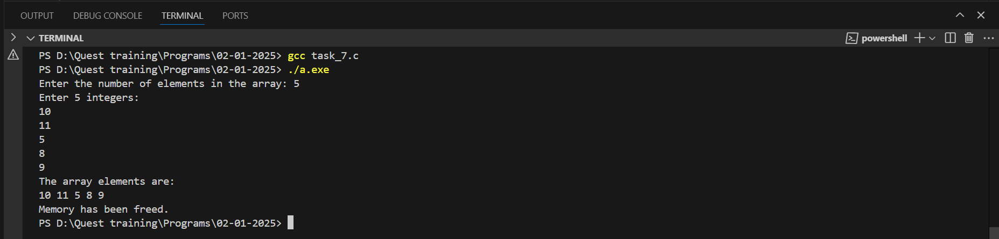 OUTPUT DEBUG CONSOLE TERMINAL PORTS
TERMINAL powershell
PS D:\Quest training\Programs\02-01-2025> gcc task_7.c
PS D:\Quest training\Programs\02-01-2025> ./a.exe
Enter the number of elements in the array: 5
Enter 5 integers:
10
11
5
8
9
The array elements are:
10 11 5 8 9
Memory has been freed.
PS D:\Quest training\Programs\02-01-2025>